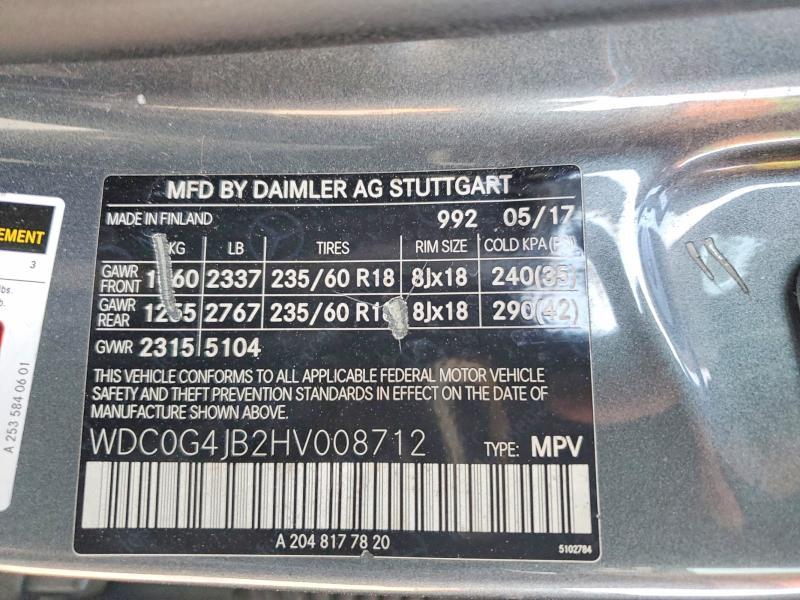 MFD BY DAIMLER AG STUTTGART
MADE IN FINLAND 992 05/17
KG LB TIRES RIM SIZE COLD KPA
GAWR FRONT 2337 235/60 R18 8Jx18 240(35)
GAWR REAR 2767 235/60 8Jx18 290(42)
GVWR 2315 5104
THIS VEHICLE CONFORMS TO ALL APPLICABLE FEDERAL MOTOR VEHICLE
SAFETY AND THEFT PREVENTION STANDARDS IN EFFECT ON THE DATE OF
MANUFACTURE SHOWN ABOVE.
WDC0G4JB2HV008712 TYPE: MPV
A 204 817 78 20
5102784
3
lbs.
A 253 584 06 01